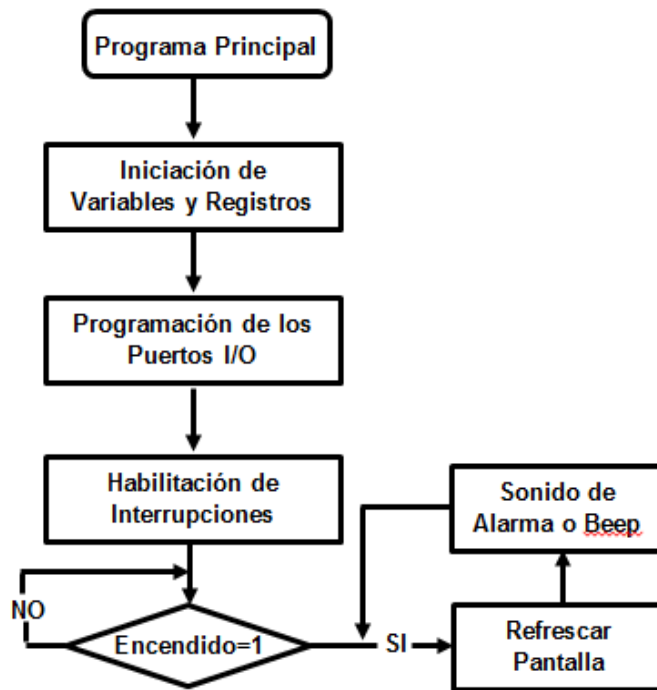 Programa Principal
Iniciación de
Variables y Registros
Programación de los
Puertos I/O
Habilitación de
Interrupciones
Encendido=1
NO
SI
Refrescar
Pantalla
Sonido de
Alarma o Beep